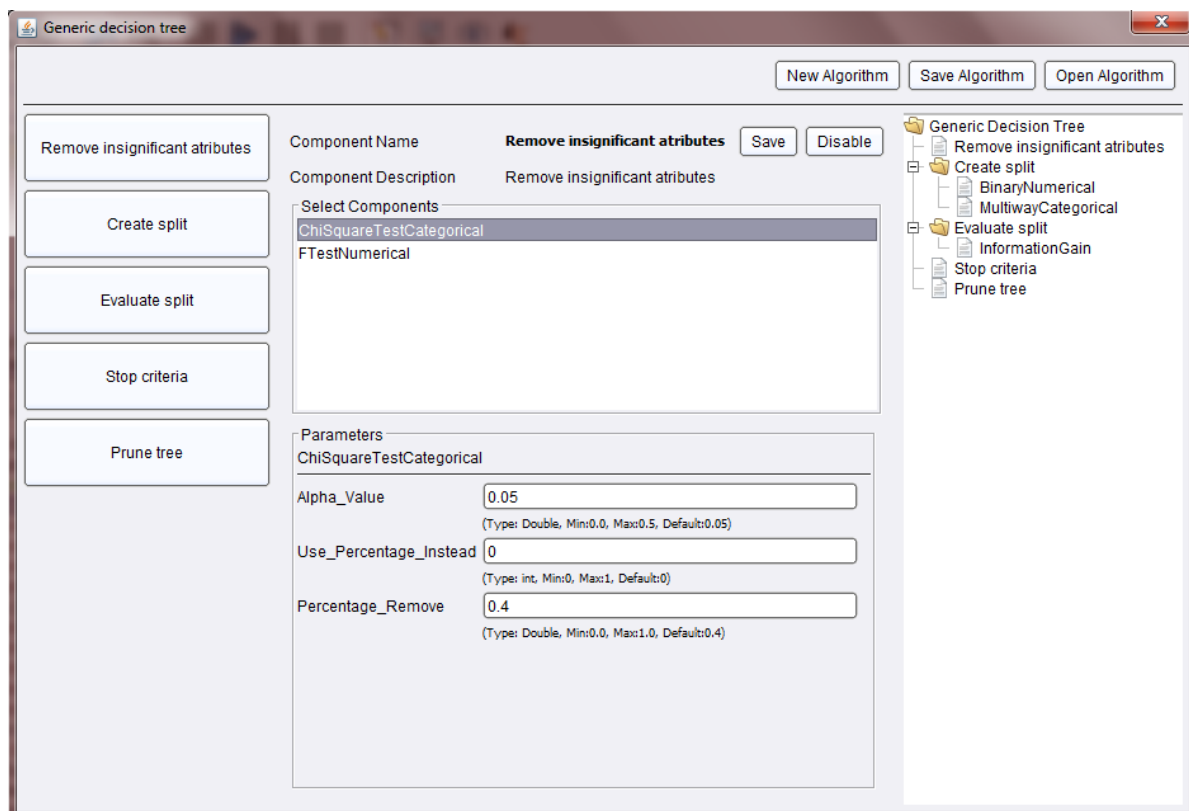 Generic decision tree
X
New Algorithm
Save Algorithm
Open Algorithm
Remove insignificant atributes
Create split
Evaluate split
Stop criteria
Prune tree
Component Name
Remove insignificant atributes
Save
Disable
Component Description
Remove insignificant atributes
Select Components
ChiSquareTestCategorical
FTestNumerical
Parameters
ChiSquareTestCategorical
Alpha_Value
0.05
(Type: Double, Min:0.0, Max:0.5, Default:0.05)
Use_Percentage_Instead
0
(Type: int, Min:0, Max:1, Default:0)
Percentage_Remove
0.4
(Type: Double, Min:0.0, Max:1.0, Default:0.4)
Generic Decision Tree
Remove insignificant atributes
Create split
BinaryNumerical
MultiwayCategorical
Evaluate split
InformationGain
Stop criteria
Prune tree